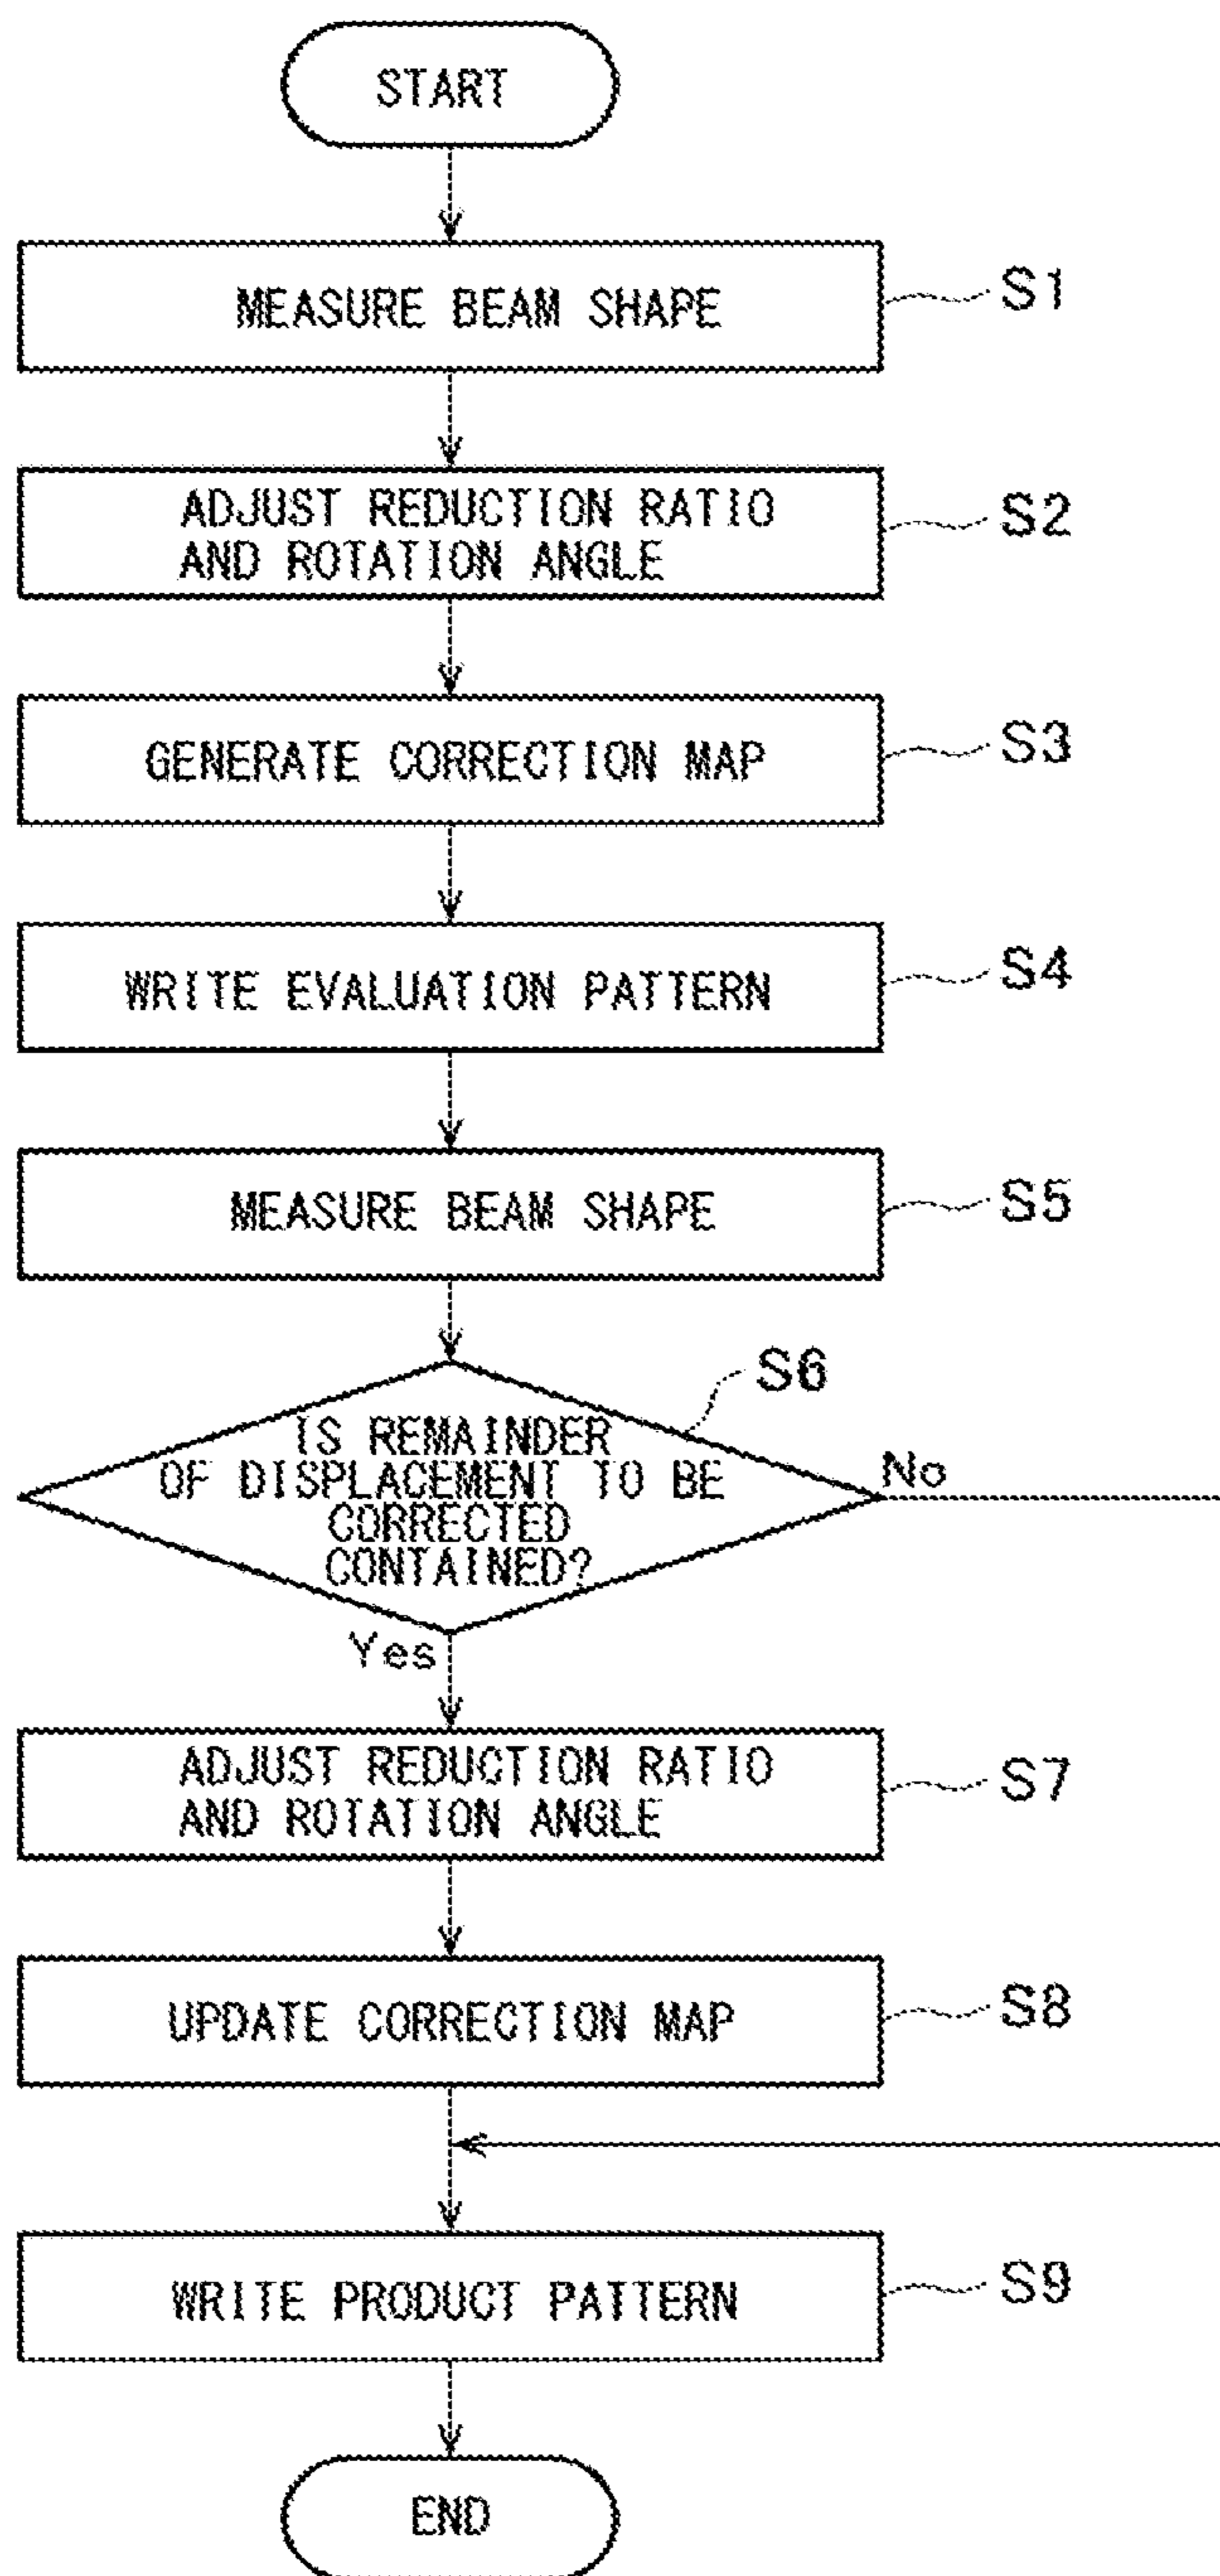 START
MEASURE BEAM SHAPE
S1
ADJUST REDUCTION RATIO
AND ROTATION ANGLE
S2
GENERATE CORRECTION MAP
S3
WRITE EVALUATION PATTERN
S4
MEASURE BEAM SHAPE
S5
S6
IS REMAINDER
OF DISPLACEMENT TO BE
CORRECTED
CONTAINED?
No
Yes
ADJUST REDUCTION RATIO
AND ROTATION ANGLE
S7
UPDATE CORRECTION MAP
S8
WRITE PRODUCT PATTERN
S9
END